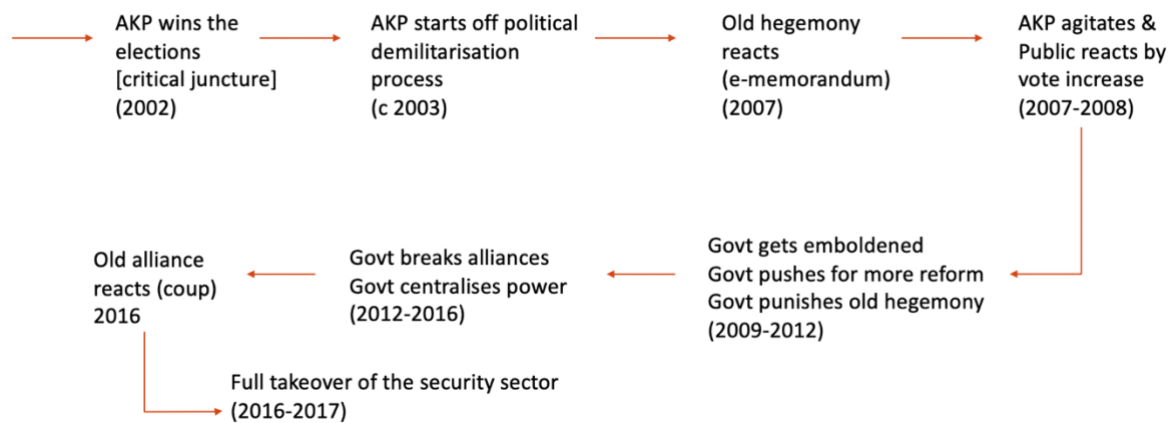 AKP wins the
elections
[critical juncture]
(2002)
AKP starts off political
demilitarisation
process
(c 2003)
Old hegemony
reacts
(e-memorandum)
(2007)
AKP agitates &
Public reacts by
vote increase
(2007-2008)
Govt gets emboldened
Govt pushes for more reform
Govt punishes old hegemony
(2009-2012)
Govt breaks alliances
Govt centralises power
(2012-2016)
Old alliance
reacts (coup)
2016
Full takeover of the security sector
(2016-2017)